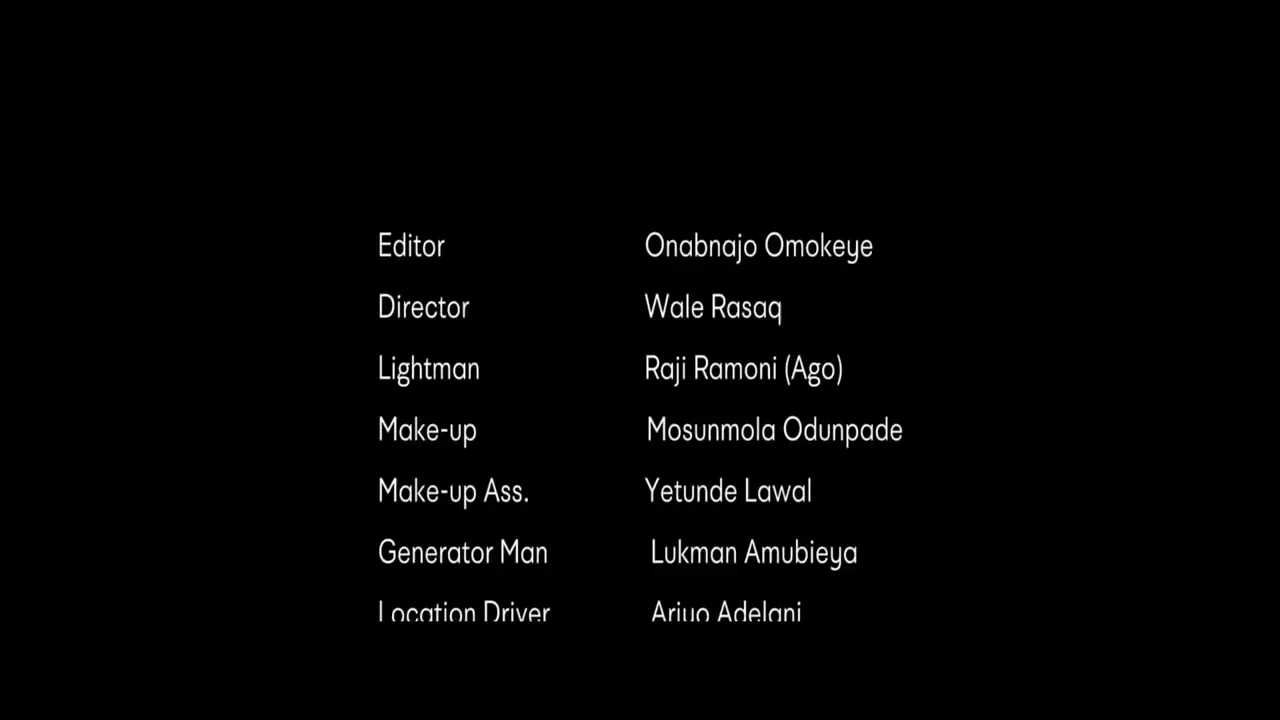 Editor Onabnajo Omokeye
Director Wale Rasaq
Lightman Raji Ramoni (Ago)
Make-up Mosunmola Odunpade
Make-up Ass. Yetunde Lawal
Generator Man Lukman Amubieya
Location Driver Adelani